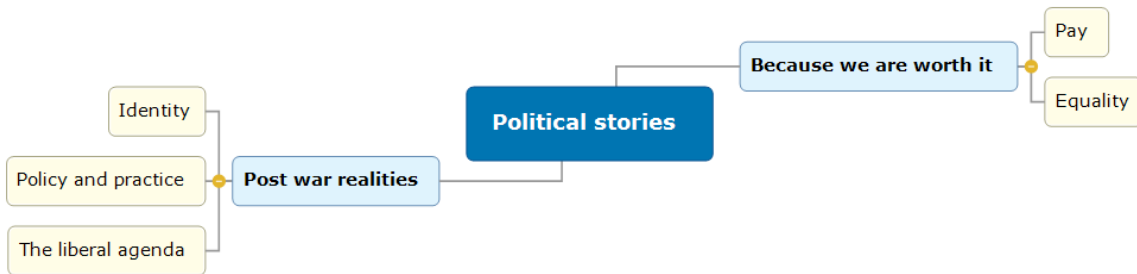 Political stories
Because we are worth it
Pay
Equality
Post war realities
Identity
Policy and practice
The liberal agenda